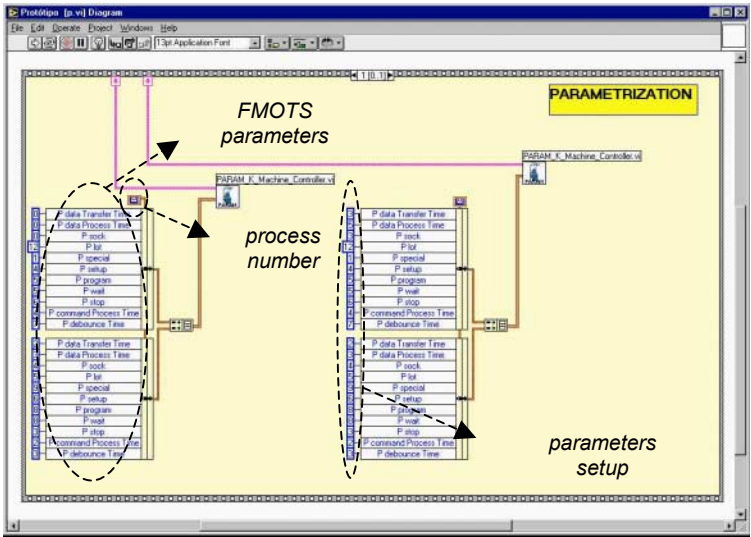 Protótipo [p.vi] Diagram
File Edit Operate Project Windows Help
13pt Application Font
1 [0..1]
PARAMETRIZATION
FMOTS
parameters
PARAM_K_Machine_Controller.vi
PARAM_K_Machine_Controller.vi
process
number
P data Transfer Time
P data Process Time
P sock
P lot
P special
P setup
P program
P wait
P stop
P command Process Time
P debounce Time
P data Transfer Time
P data Process Time
P sock
P lot
P special
P setup
P program
P wait
P stop
P command Process Time
P debounce Time
12
P data Transfer Time
P data Process Time
P sock
P lot
P special
P setup
P program
P wait
P stop
P command Process Time
P debounce Time
P data Transfer Time
P data Process Time
P sock
P lot
P special
P setup
P program
P wait
P stop
P command Process Time
P debounce Time
12
parameters
setup